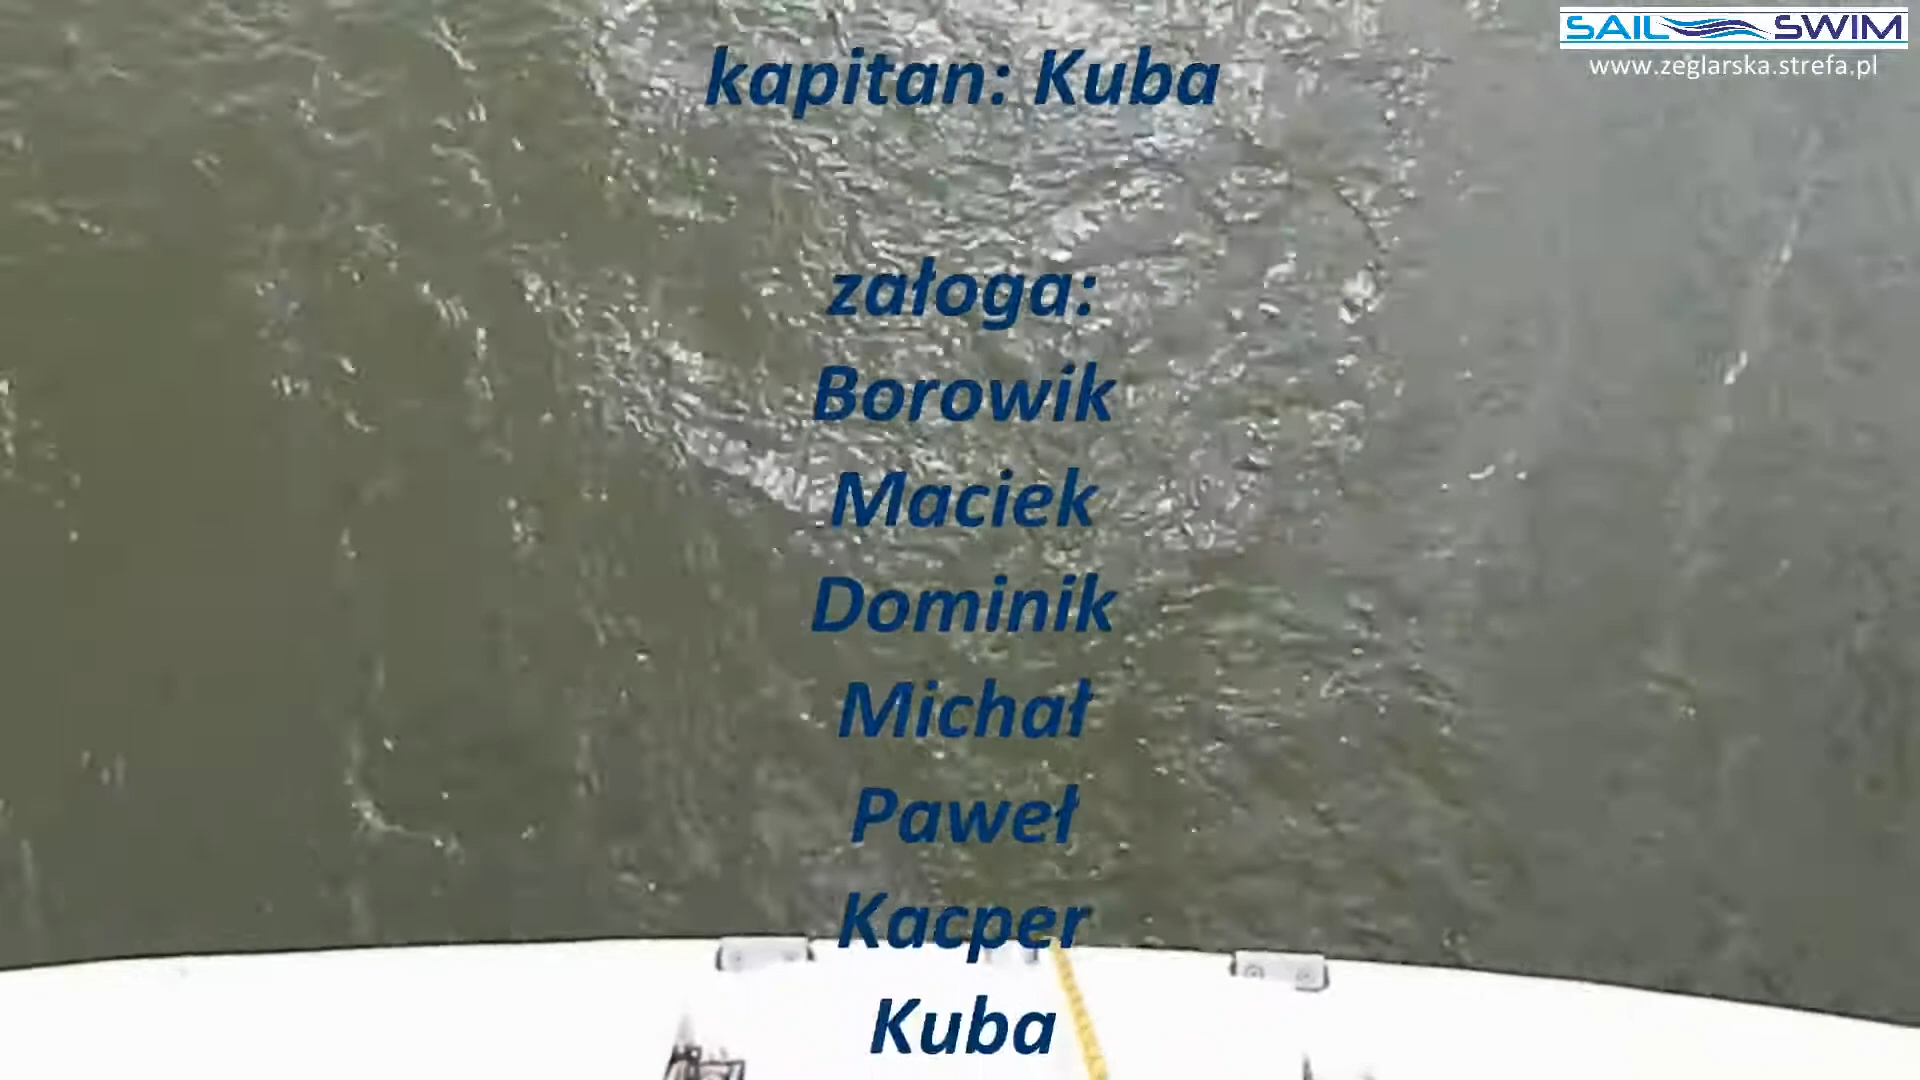 SAIL SWIM
www.zeglarska.strefa.pl
kapitan: Kuba
załoga:
Borowik
Maciek
Dominik
Michał
Paweł
Kacper
Kuba